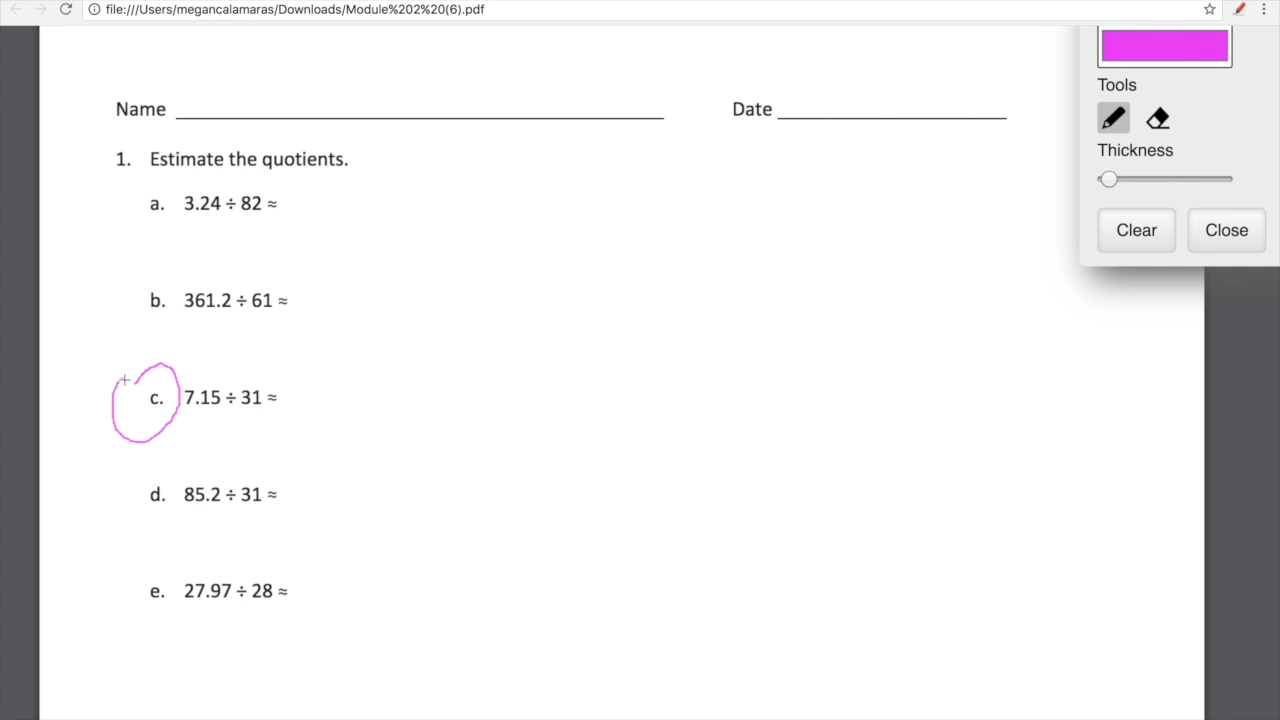 file:///Users/megancalamaras/Downloads/Module%202%20(6).pdf
Name Date
1. Estimate the quotients.
a. 3.24 ÷ 82 ≈
b. 361.2 ÷ 61 ≈
c. 7.15 ÷ 31 ≈
d. 85.2 ÷ 31 ≈
e. 27.97 ÷ 28 ≈
Tools
Thickness
Clear Close